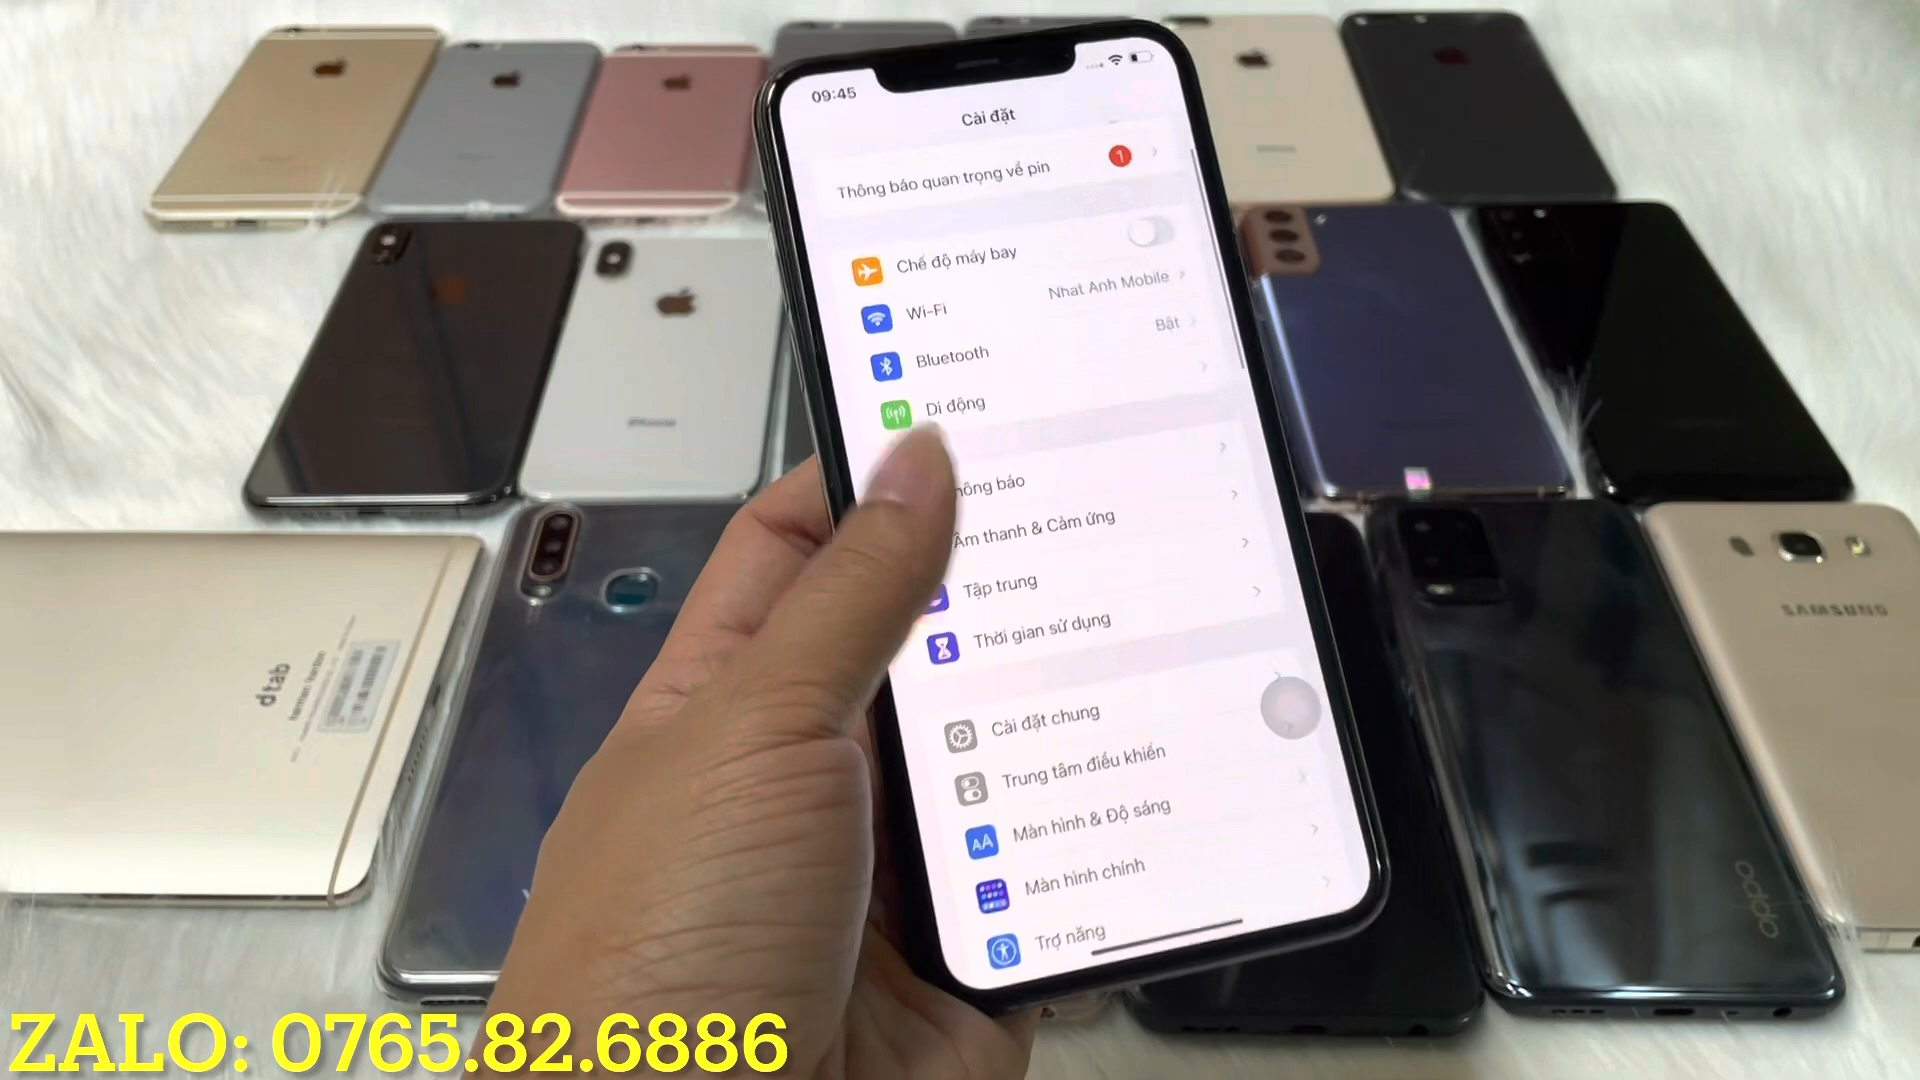 09:45
Cài đặt
Thông báo quan trọng về pin
1
Chế độ máy bay
Wi-Fi
Nhat Anh Mobile
Bluetooth
Bật
Di động
hông báo
Âm thanh & Cảm ứng
Tập trung
Thời gian sử dụng
Cài đặt chung
Trung tâm điều khiển
AA
Màn hình & Độ sáng
Màn hình chính
Trợ năng
iPhone
dtab
SAMSUNG
oppo
ZALO: 0765.82.6886